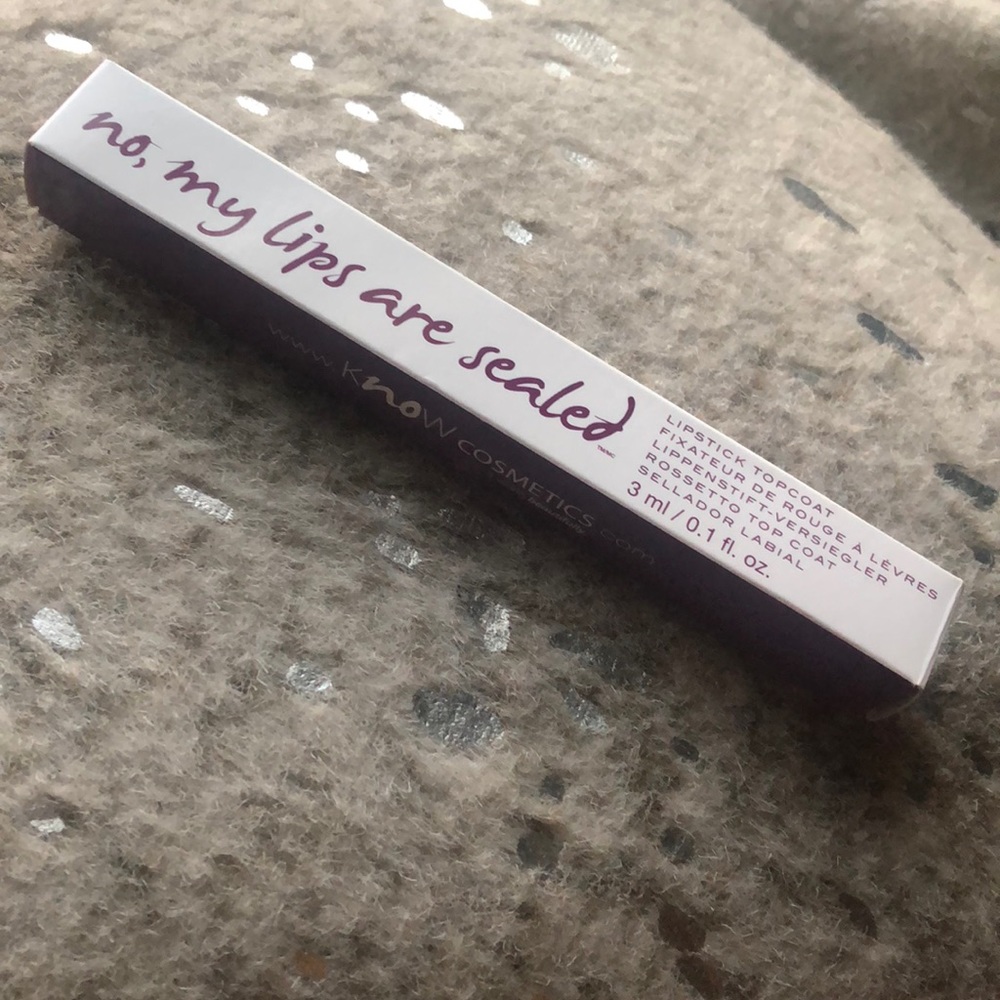 no, my lips are sealed
LIPSTICK TOPCOAT
FIXATEUR DE ROUGE À LÈVRES
LIPPENSTIFT-VERSIEGLER
ROSSETTO TOP COAT
SELLADOR LABIAL
3 ml / 0.1 fl. oz.
www.KnoW COSMETICS.com